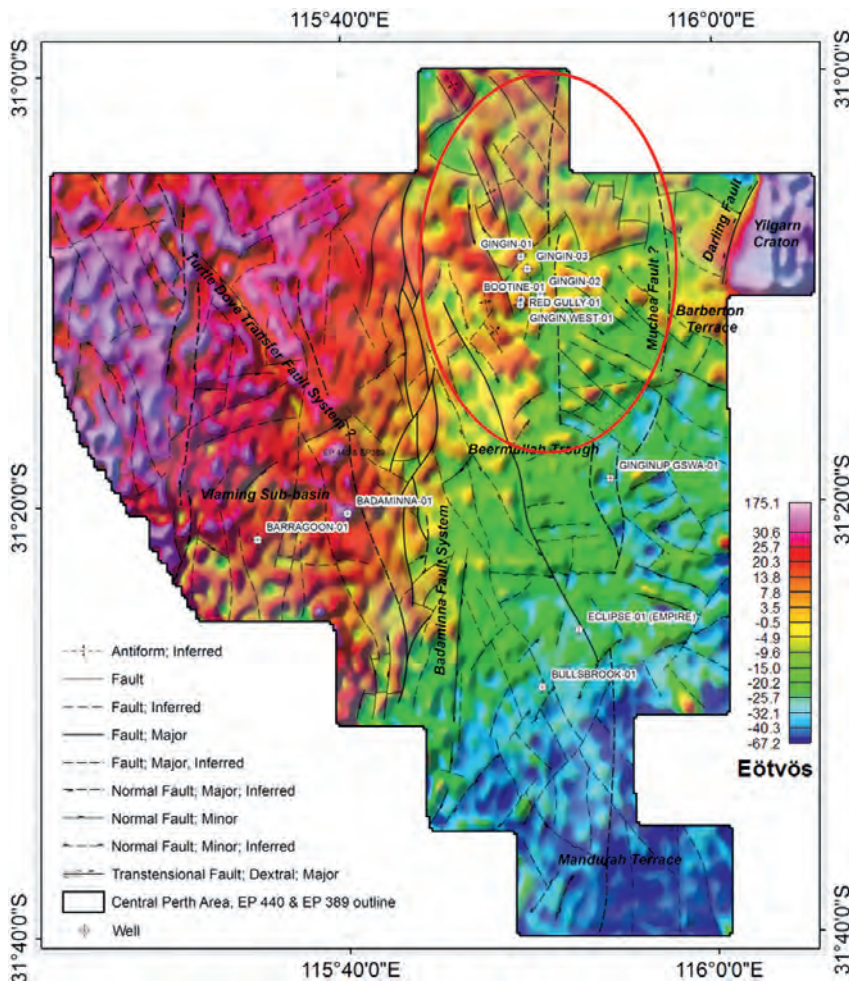 115°40'0"E
116°0'0"E
31°0'0"S
31°0'0"S
Darling Fault
Yilgarn
Craton
GINGIN-01
GINGIN-03
Turtle Dove Transfer Fault System ?
GINGIN-02
BOOTINE-01
RED GULLY-01
GINGIN WEST-01
Muchea Fault ?
Barberton
Terrace
Beermullah Trough
EP 440 & EP389
GINGINUP GSWA-01
31°20'0"S
31°20'0"S
Vlaming Sub-basin
BADAMINNA-01
BARRAGOON-01
Badaminna Fault System
ECLIPSE-01 (EMPIRE)
BULLSBROOK-01
Mandurah Terrace
175.1
30.6
25.7
20.3
13.8
7.8
3.5
-0.5
-4.9
-9.6
-15.0
-20.2
-25.7
-32.1
-40.3
-67.2
Eötvös
Antiform; Inferred
Fault
Fault; Inferred
Fault; Major
Fault; Major, Inferred
Normal Fault; Major; Inferred
Normal Fault; Minor
Normal Fault; Minor; Inferred
Transtensional Fault; Dextral; Major
Central Perth Area, EP 440 & EP 389 outline
Well
31°40'0"S
31°40'0"S
115°40'0"E
116°0'0"E